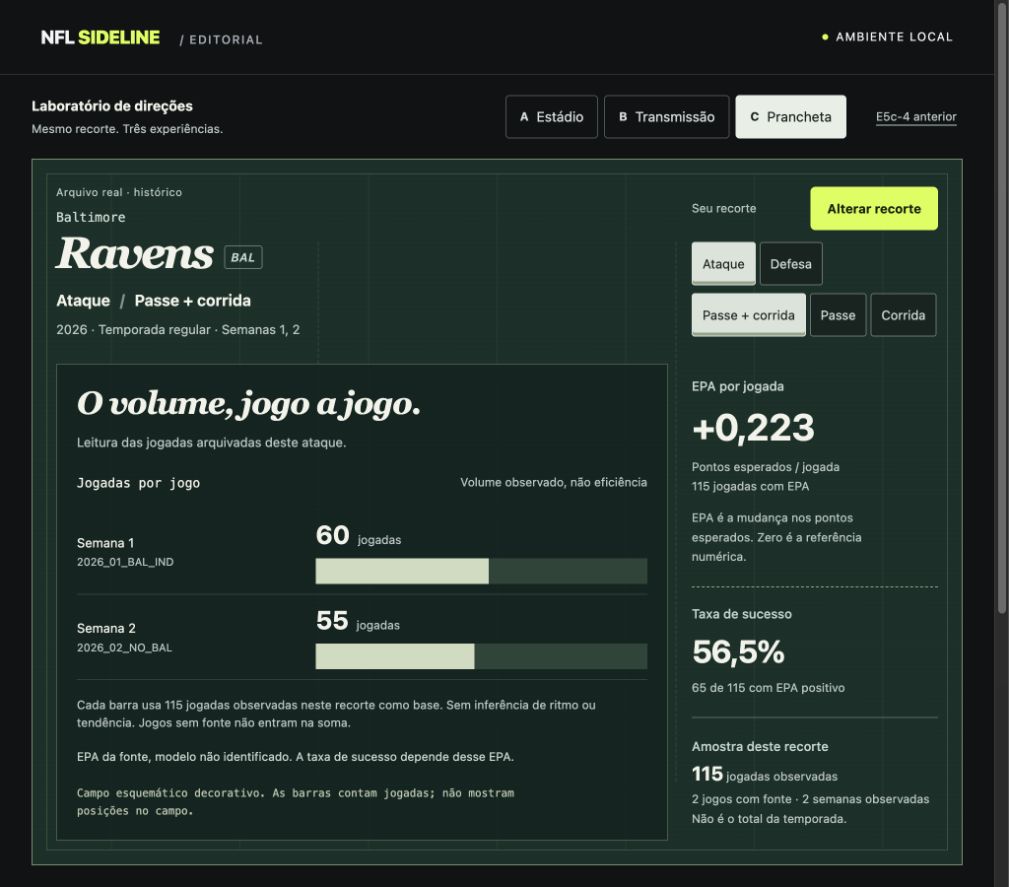 NFL SIDELINE / EDITORIAL
AMBIENTE LOCAL
Laboratório de direções
Mesmo recorte. Três experiências.
A Estádio
B Transmissão
C Prancheta
E5c-4 anterior
Arquivo real · histórico
Baltimore
Ravens BAL
Ataque / Passe + corrida
2026 · Temporada regular · Semanas 1, 2
Seu recorte
Alterar recorte
Ataque
Defesa
Passe + corrida
Passe
Corrida
O volume, jogo a jogo.
Leitura das jogadas arquivadas deste ataque.
Jogadas por jogo
Volume observado, não eficiência
Semana 1
2026_01_BAL_IND
60 jogadas
Semana 2
2026_02_NO_BAL
55 jogadas
Cada barra usa 115 jogadas observadas neste recorte como base. Sem inferência de ritmo ou
tendência. Jogos sem fonte não entram na soma.
EPA da fonte, modelo não identificado. A taxa de sucesso depende desse EPA.
Campo esquemático decorativo. As barras contam jogadas; não mostram
posições no campo.
EPA por jogada
+0,223
Pontos esperados / jogada
115 jogadas com EPA
EPA é a mudança nos pontos
esperados. Zero é a referência
numérica.
Taxa de sucesso
56,5%
65 de 115 com EPA positivo
Amostra deste recorte
115 jogadas observadas
2 jogos com fonte · 2 semanas observadas
Não é o total da temporada.